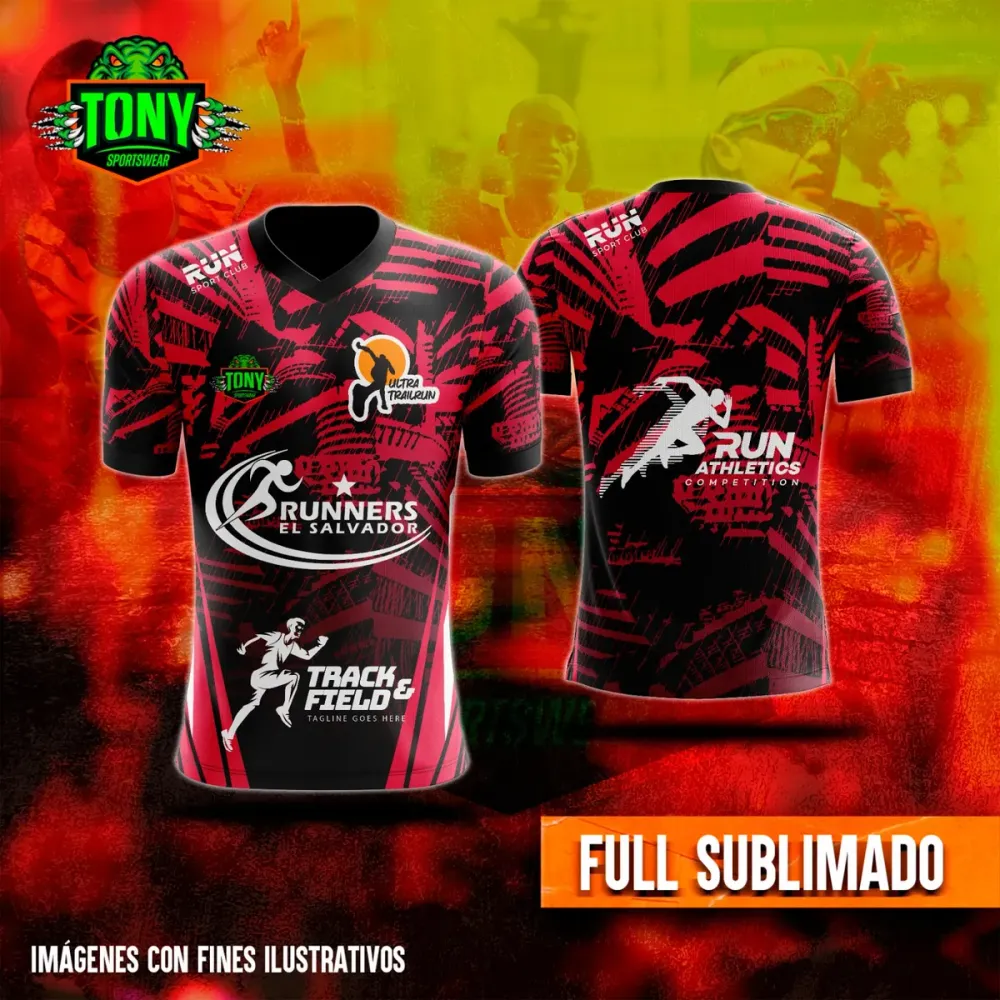 TONY
SPORTSWEAR
RUN
SPORT CLUB
TONY
SPORTSWEAR
ULTRA
TRAILRUN
RUNNERS
EL SALVADOR
TRACK &
FIELD
TAGLINE GOES HERE
RUN
SPORT CLUB
RUN
ATHLETICS
COMPETITION
FULL SUBLIMADO
IMÁGENES CON FINES ILUSTRATIVOS